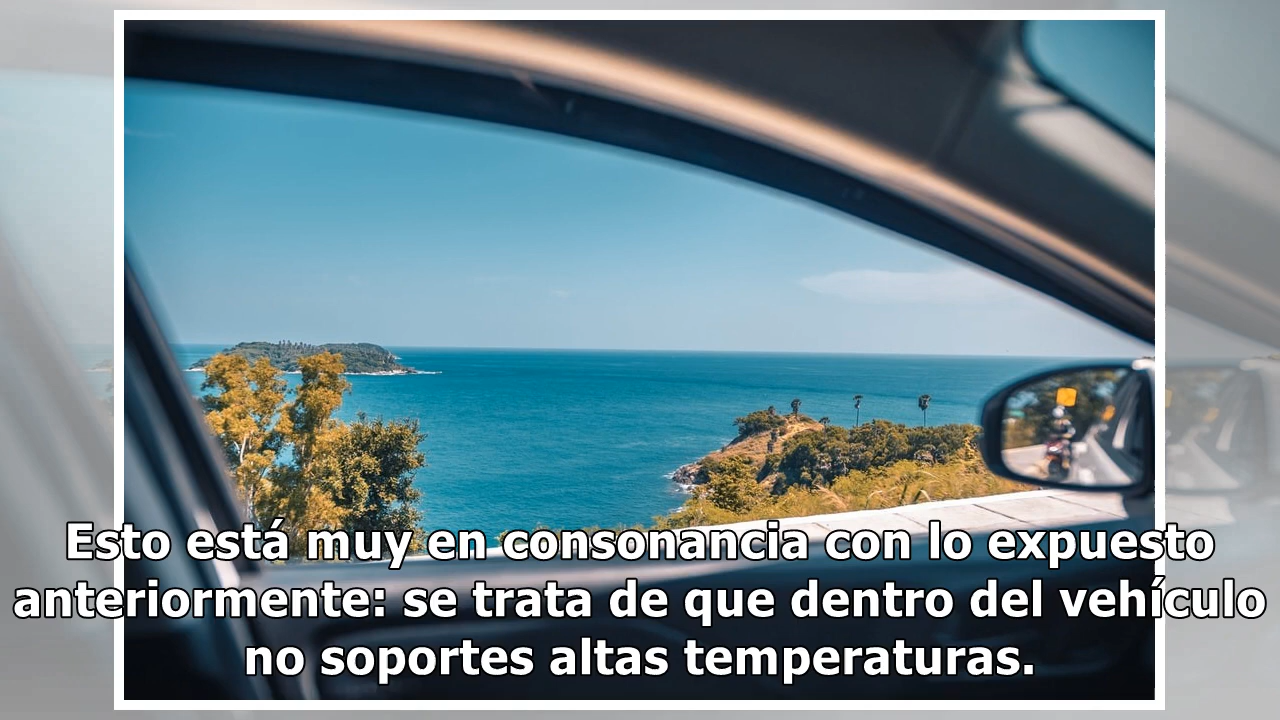 Esto está muy en consonancia con lo expuesto
anteriormente: se trata de que dentro del vehículo
no soportes altas temperaturas.